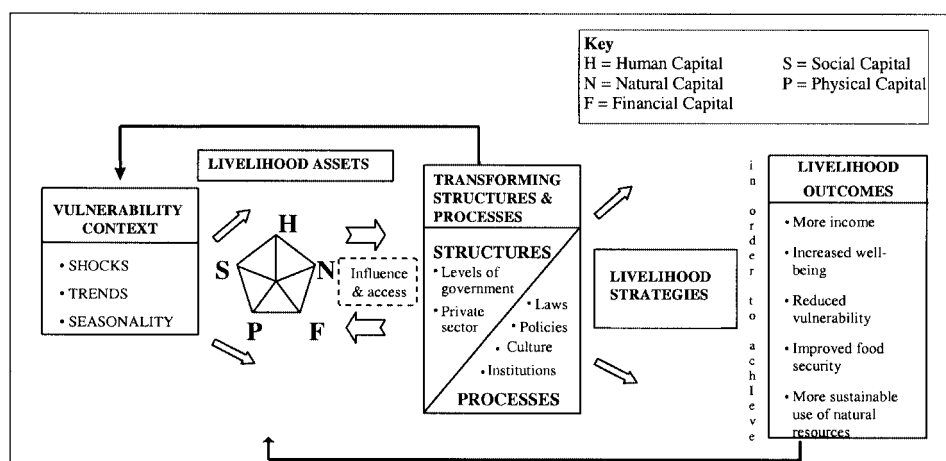 Key
H = Human Capital
S = Social Capital
N = Natural Capital
P = Physical Capital
F = Financial Capital
LIVELIHOOD ASSETS
VULNERABILITY
CONTEXT
• SHOCKS
• TRENDS
• SEASONALITY
H
S
N
P
F
Influence
& access
TRANSFORMING
STRUCTURES &
PROCESSES
STRUCTURES
• Levels of
government
• Private
sector
• Laws
• Policies
• Culture
• Institutions
PROCESSES
LIVELIHOOD
STRATEGIES
in order to achieve
LIVELIHOOD
OUTCOMES
• More income
• Increased well-
being
• Reduced
vulnerability
• Improved food
security
• More sustainable
use of natural
resources